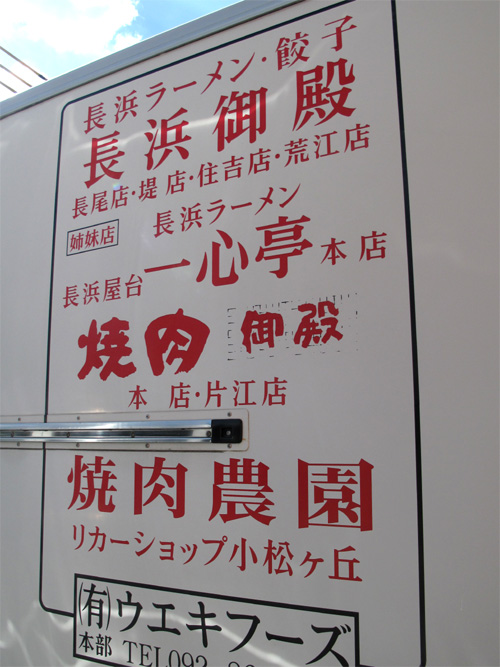 長浜ラーメン・餃子
長浜御殿
長尾店・堤店・住吉店・荒江店
姉妹店
長浜ラーメン
長浜屋台一心亭本店
焼肉御殿
本店・片江店
焼肉農園
リカーショップ小松ヶ丘
(有)ウエキフーズ
本部 TEL092